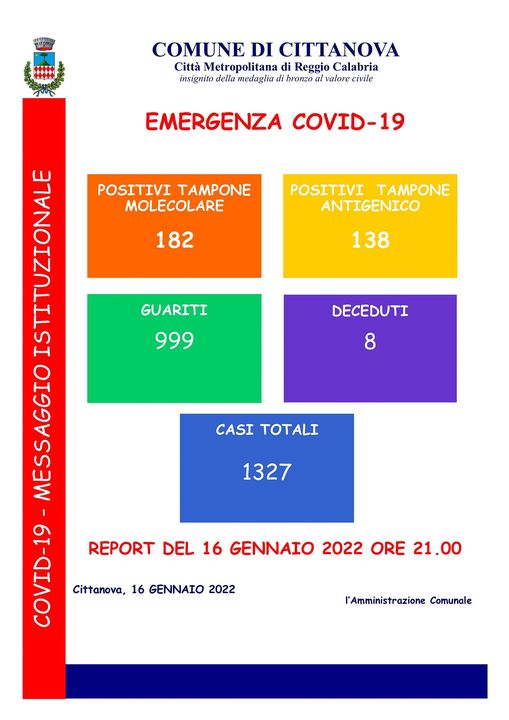 COMUNE DI CITTANOVA
Città Metropolitana di Reggio Calabria
insignito della medaglia di bronzo al valore civile
COVID-19 - MESSAGGIO ISTITUZIONALE
EMERGENZA COVID-19
POSITIVI TAMPONE
MOLECOLARE
182
POSITIVI TAMPONE
ANTIGENICO
138
GUARITI
999
DECEDUTI
8
CASI TOTALI
1327
REPORT DEL 16 GENNAIO 2022 ORE 21.00
Cittanova, 16 GENNAIO 2022
l'Amministrazione Comunale